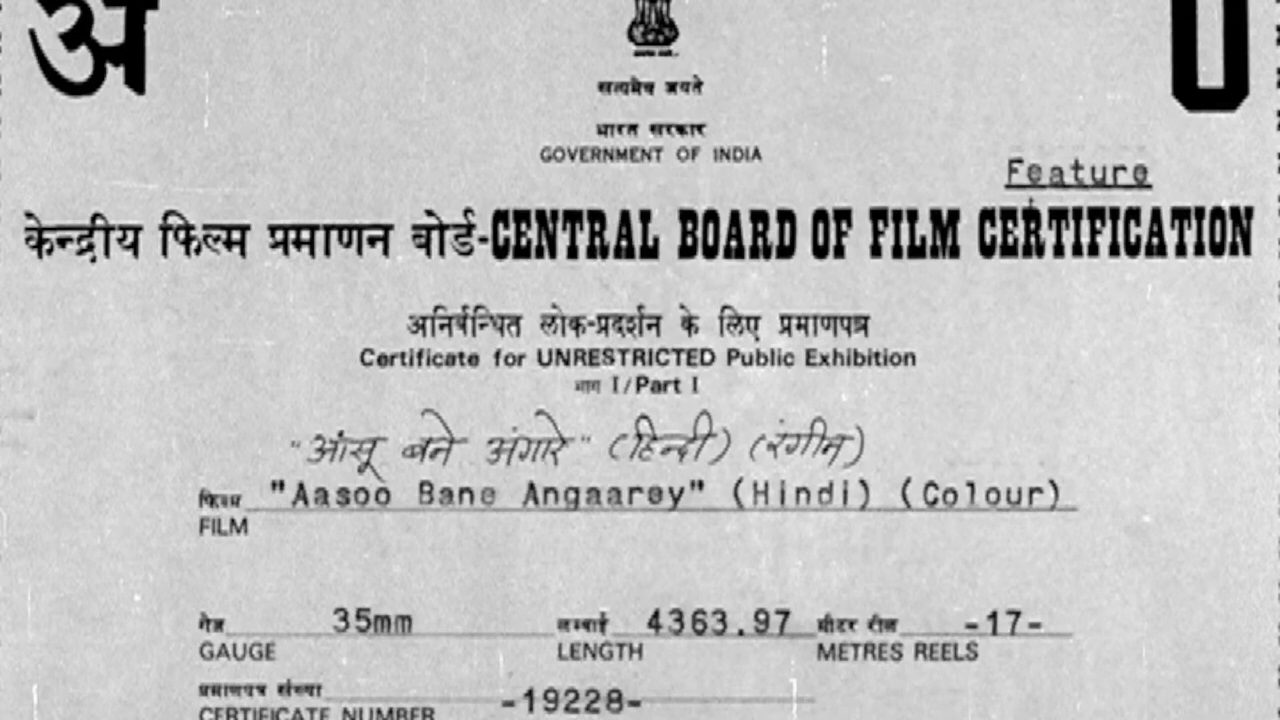 अ U
सत्यमेव जयते
भारत सरकार
GOVERNMENT OF INDIA
Feature
केन्द्रीय फिल्म प्रमाणन बोर्ड-CENTRAL BOARD OF FILM CERTIFICATION
अनिर्बन्धित लोक-प्रदर्शन के लिए प्रमाणपत्र
Certificate for UNRESTRICTED Public Exhibition
भाग I/Part I
"आंसू बने अंगारे" (हिन्दी) (रंगीन)
फिल्म "Aasoo Bane Angaarey" (Hindi) (Colour)
FILM
गेज 35mm लम्बाई 4363.97 मीटर रील -17-
GAUGE LENGTH METRES REELS
प्रमाणपत्र संख्या -19228-
CERTIFICATE NUMBER